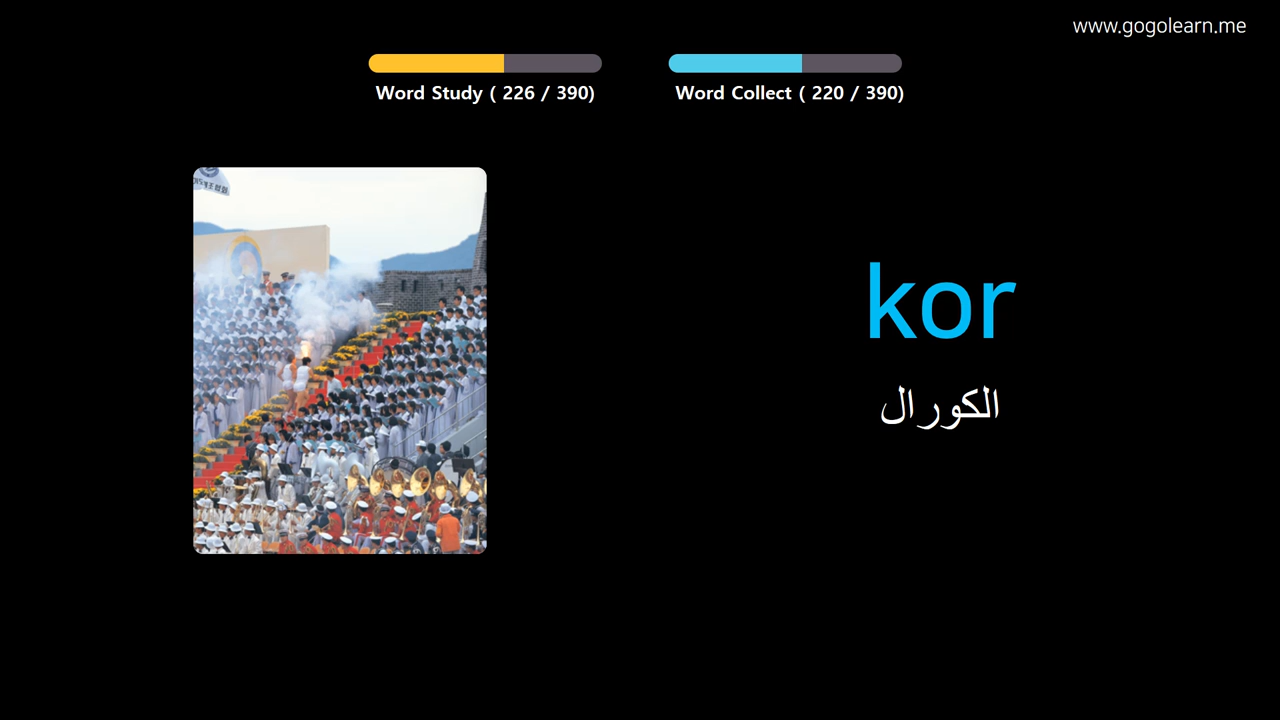 www.gogolearn.me
Word Study ( 226 / 390)
Word Collect ( 220 / 390)
kor
الكورال